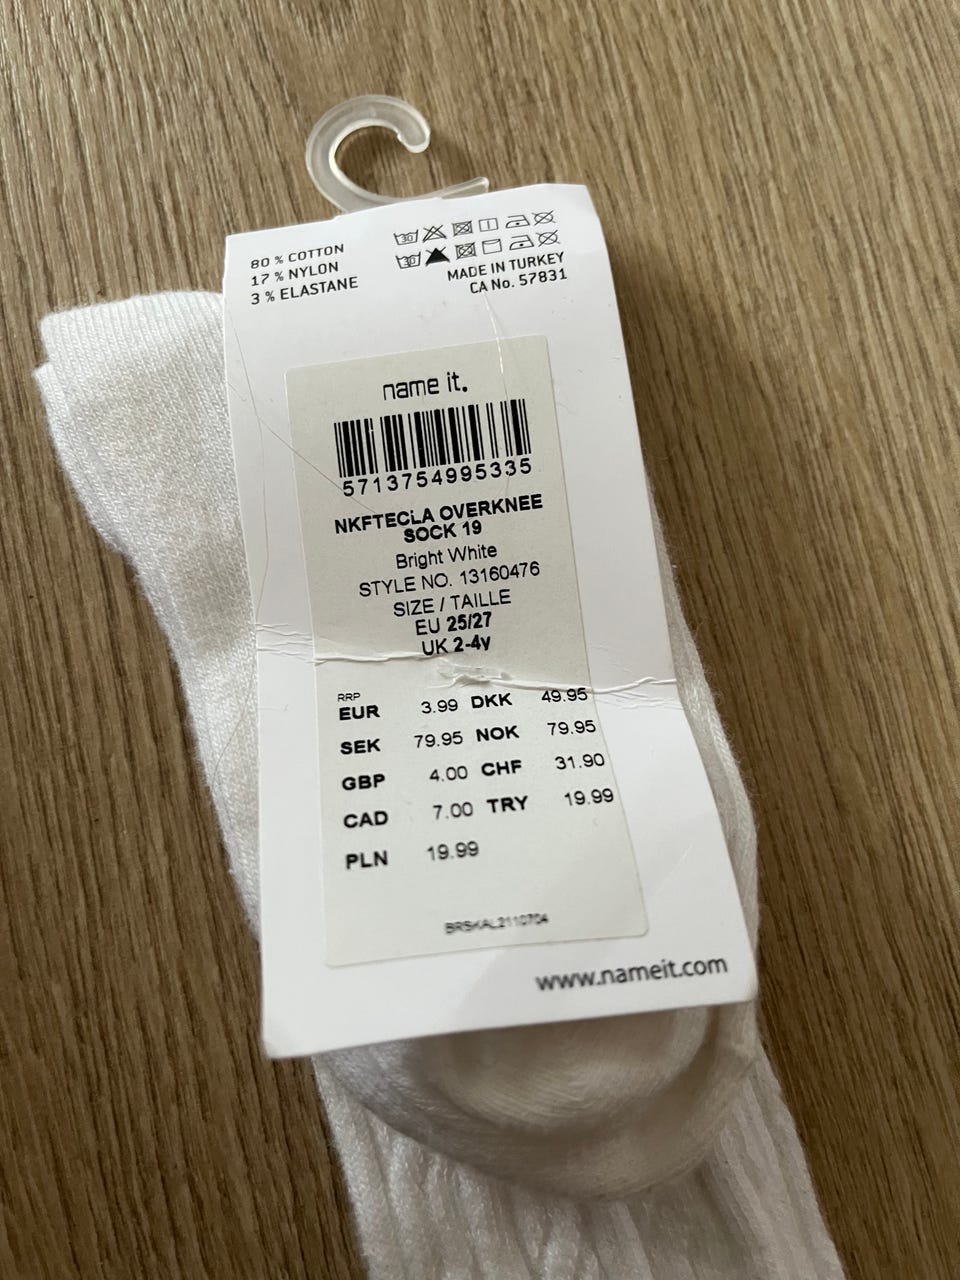 80 % COTTON
17 % NYLON
3 % ELASTANE
30
30
MADE IN TURKEY
CA No. 57831
name it.
5713754995335
NKFTECLA OVERKNEE
SOCK 19
Bright White
STYLE NO. 13160476
SIZE / TAILLE
EU 25/27
UK 2-4y
RRP
EUR 3.99 DKK 49.95
SEK 79.95 NOK 79.95
GBP 4.00 CHF 31.90
CAD 7.00 TRY 19.99
PLN 19.99
BRSKAL2110704
www.nameit.com